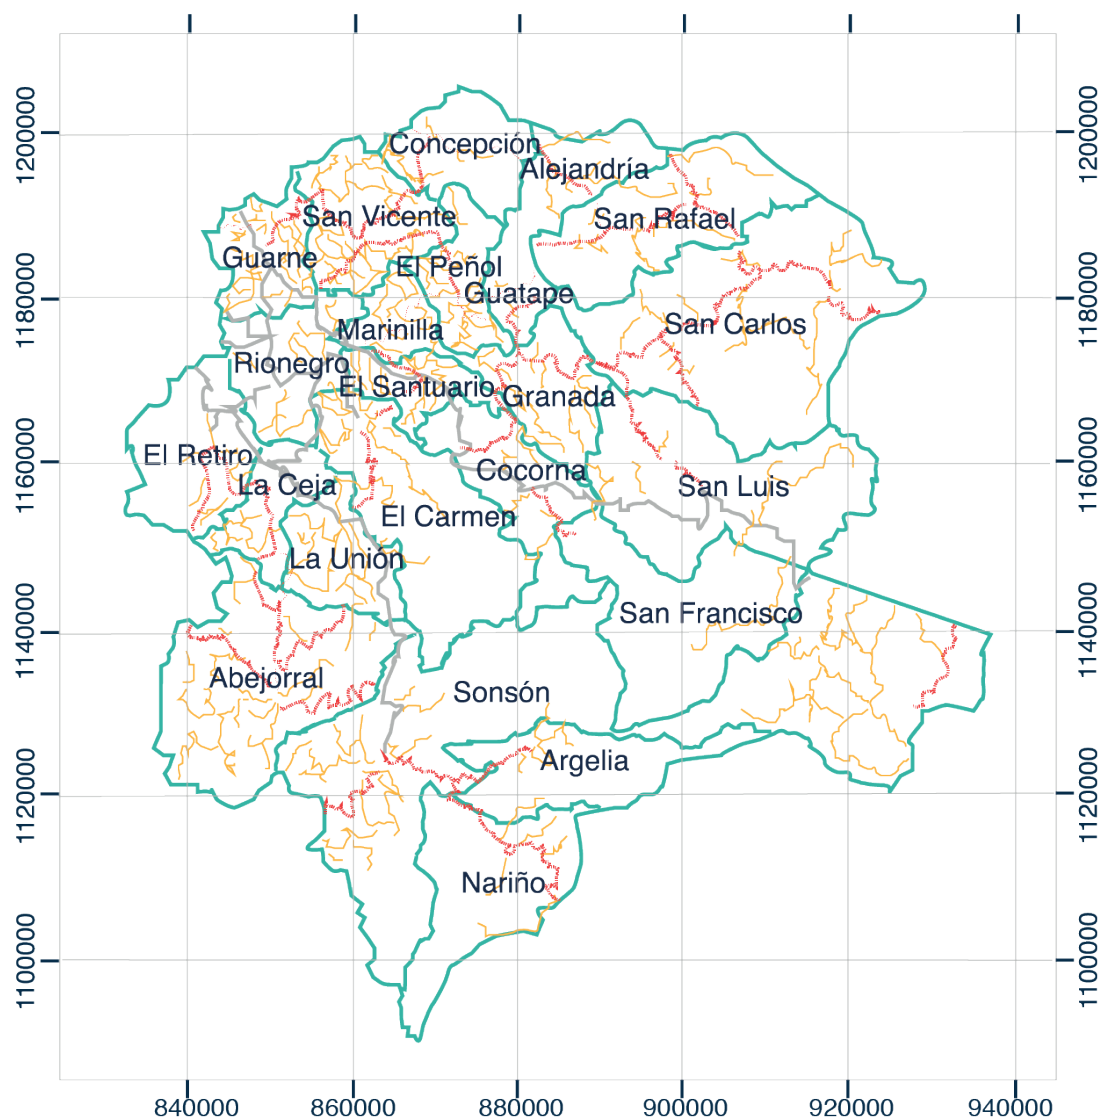 1200000
1200000
Concepción
Alejandría
San Vicente
San Rafael
Guarne
El Peñol
1180000
1180000
Guatape
Marinilla
San Carlos
Rionegro
El Santuario
Granada
1160000
1160000
El Retiro
Cocorna
La Ceja
San Luis
El Carmen
La Unión
1140000
1140000
San Francisco
Abejorral
Sonsón
Argelia
1120000
1120000
Nariño
1100000
1100000
840000
860000
880000
900000
920000
940000